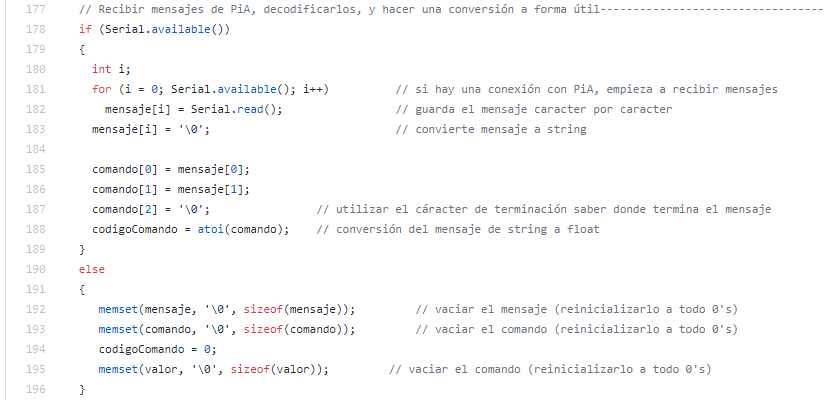 177 // Recibir mensajes de PiA, decodificarlos, y hacer una conversión a forma útil----------------------------------
178 if (Serial.available())
179 {
180 int i;
181 for (i = 0; Serial.available(); i++) // si hay una conexión con PiA, empieza a recibir mensajes
182 mensaje[i] = Serial.read(); // guarda el mensaje caracter por caracter
183 mensaje[i] = '\0'; // convierte mensaje a string
184
185 comando[0] = mensaje[0];
186 comando[1] = mensaje[1];
187 comando[2] = '\0'; // utilizar el cáracter de terminación saber donde termina el mensaje
188 codigoComando = atoi(comando); // conversión del mensaje de string a float
189 }
190 else
191 {
192 memset(mensaje, '\0', sizeof(mensaje)); // vaciar el mensaje (reinicializarlo a todo 0's)
193 memset(comando, '\0', sizeof(comando)); // vaciar el comando (reinicializarlo a todo 0's)
194 codigoComando = 0;
195 memset(valor, '\0', sizeof(valor)); // vaciar el comando (reinicializarlo a todo 0's)
196 }